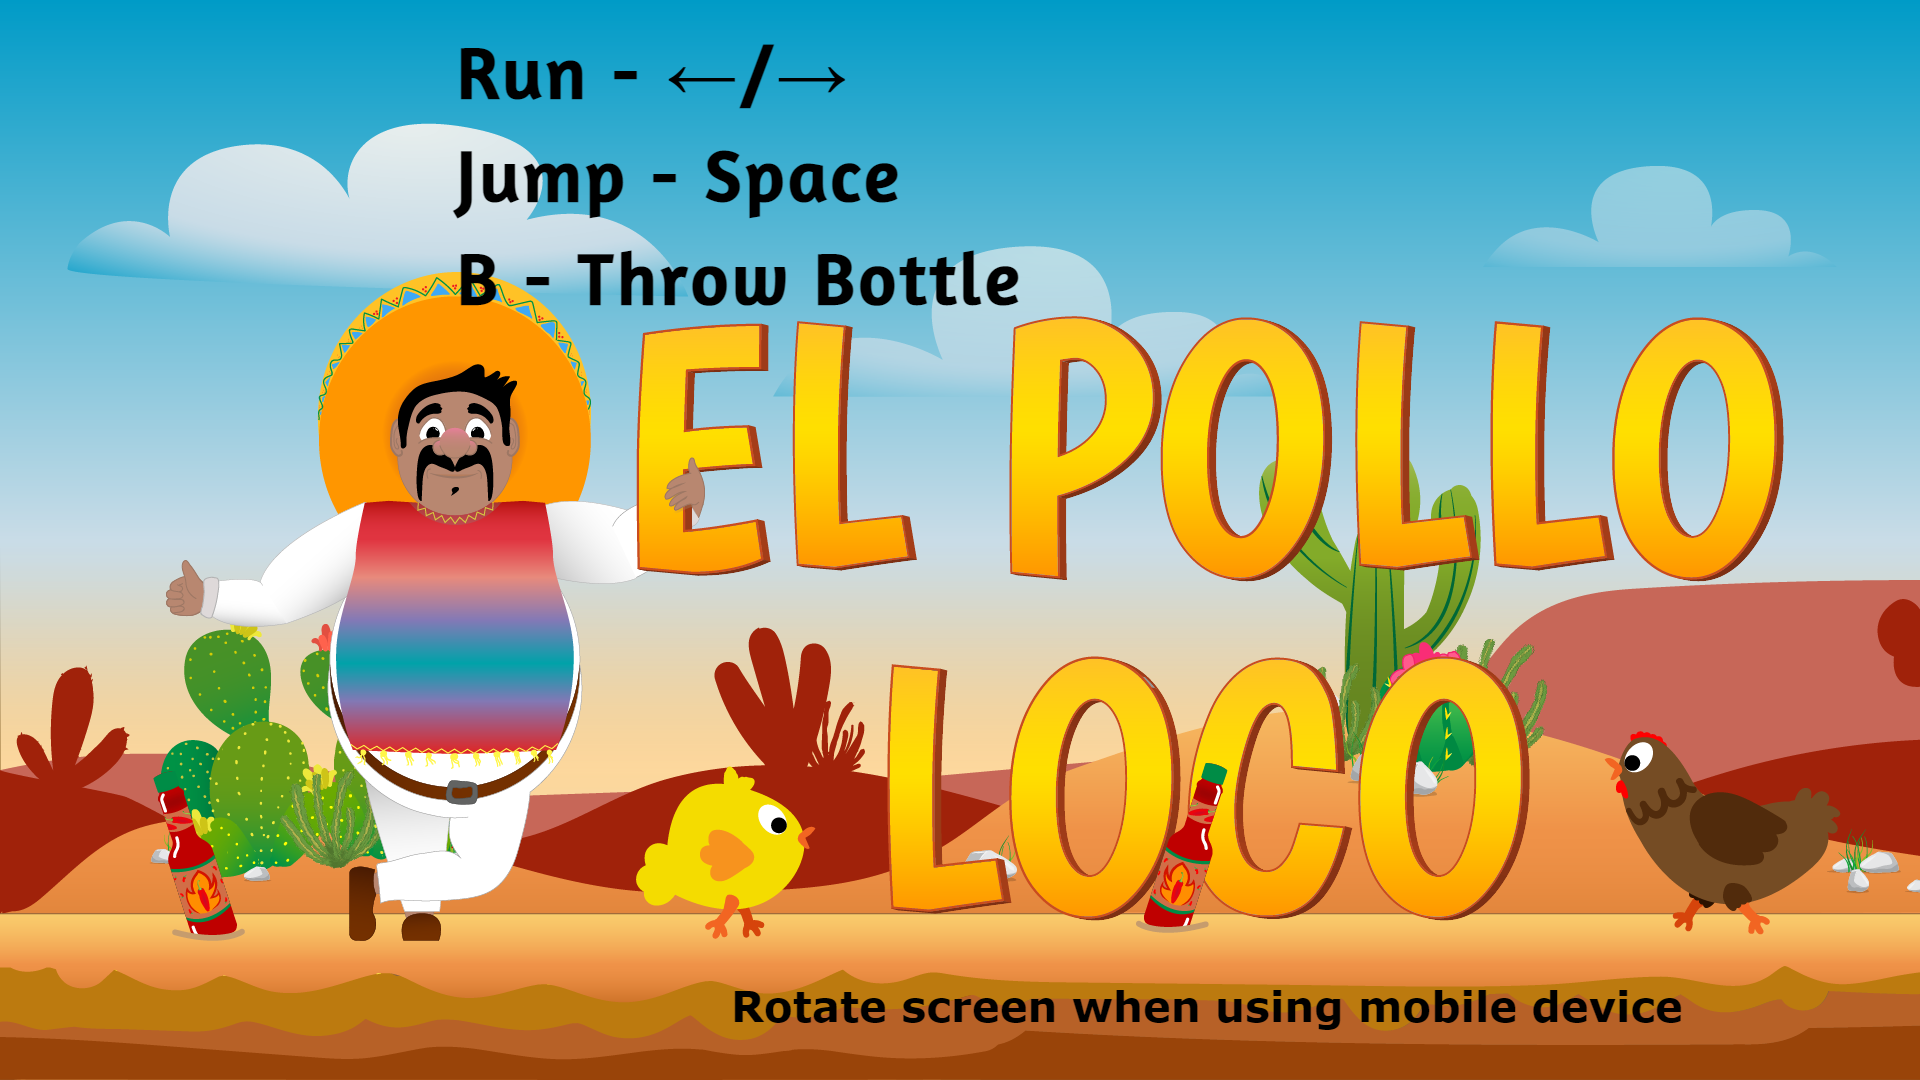 Run - ←/→
Jump - Space
B - Throw Bottle
EL POLLO
LOCO
Rotate screen when using mobile device